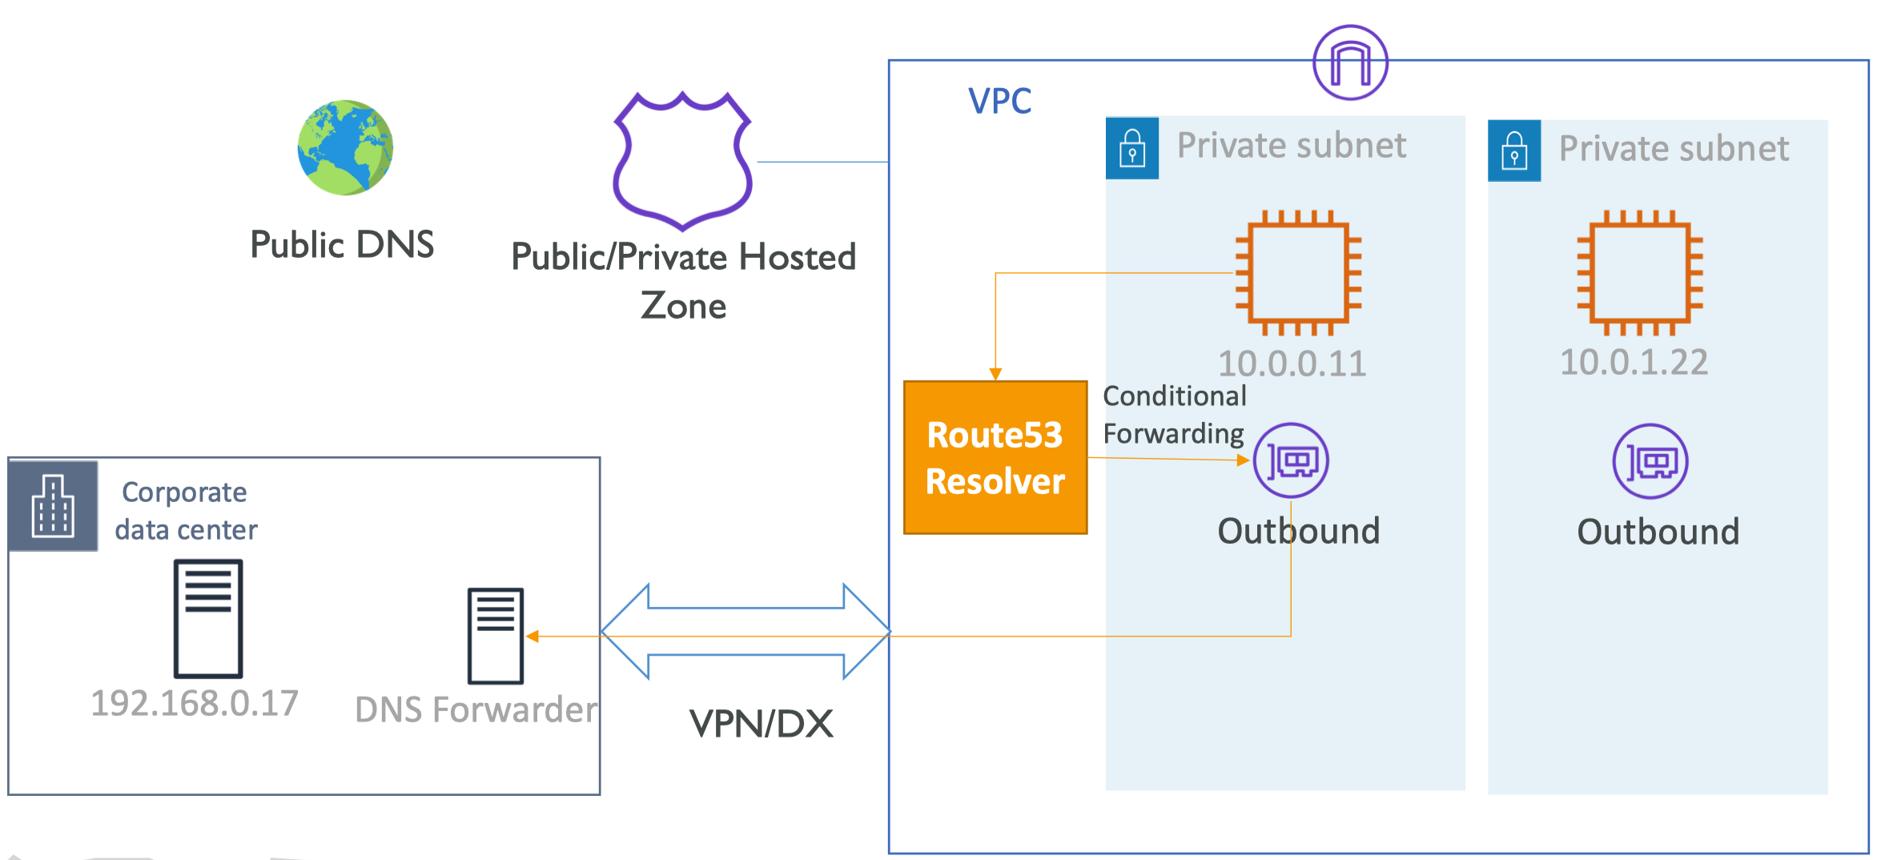 VPC
Private subnet
Private subnet
Public DNS
Public/Private Hosted
Zone
10.0.0.11
10.0.1.22
Conditional
Forwarding
Route53
Resolver
Outbound
Outbound
Corporate
data center
192.168.0.17
DNS Forwarder
VPN/DX